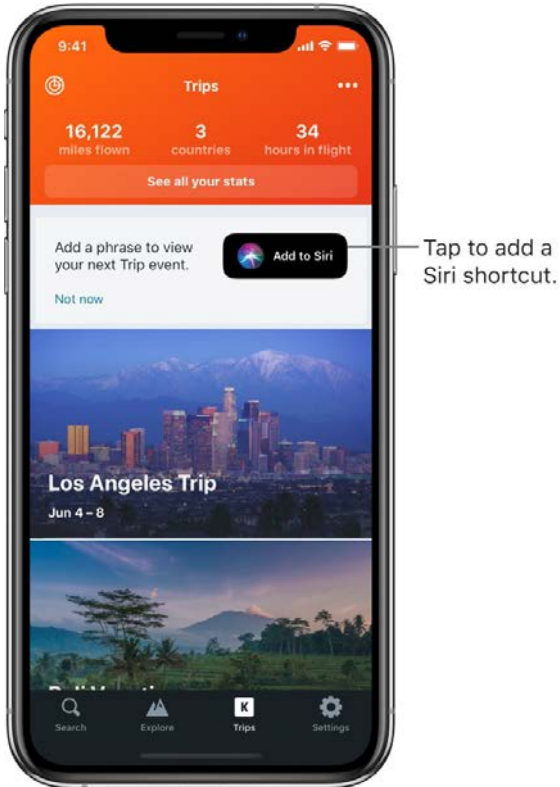 9:41
Trips
16,122
miles flown
3
countries
34
hours in flight
See all your stats
Add a phrase to view
your next Trip event.
Add to Siri
Not now
Tap to add a
Siri shortcut.
Los Angeles Trip
Jun 4 – 8
Search
Explore
K
Trips
Settings